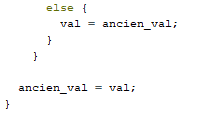 else {
val = ancien_val;
}
}
ancien_val = val;
}